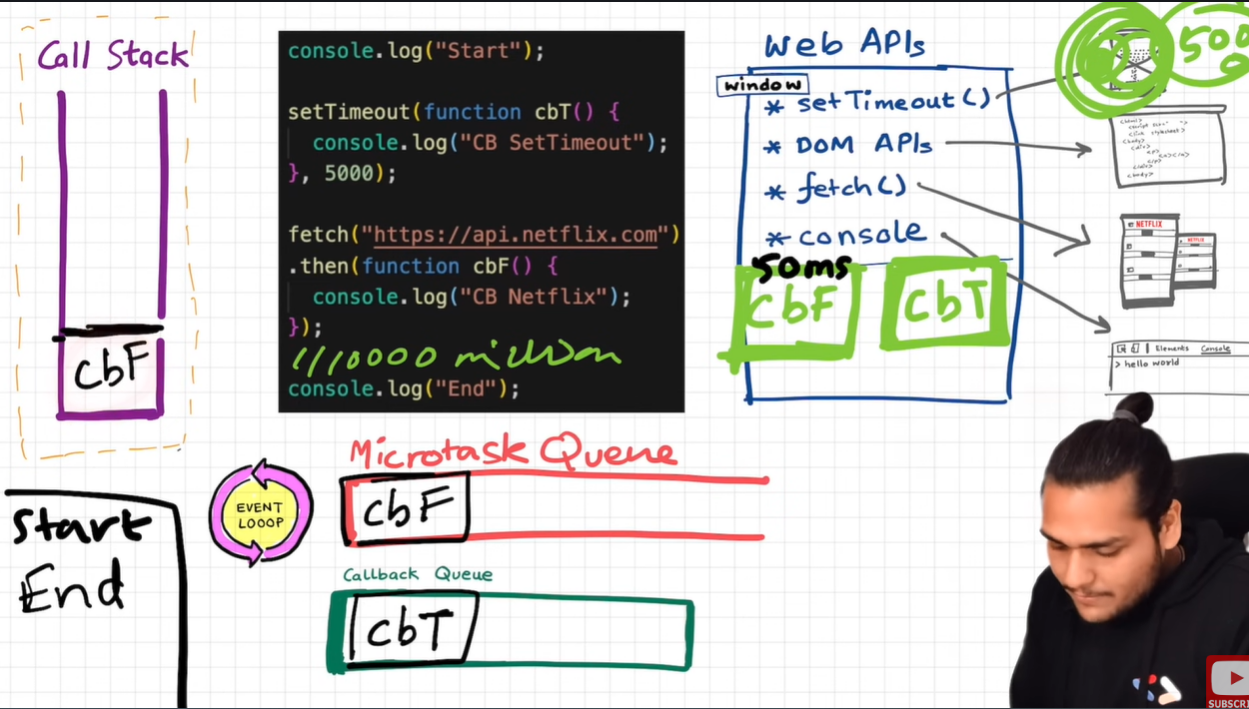 Call Stack
cbF
console.log("Start");
setTimeout(function cbT() {
console.log("CB SetTimeout");
}, 5000);
fetch("https://api.netflix.com")
.then(function cbF() {
console.log("CB Netflix");
});
million
console.log("End");
Web APIs
window
* setTimeout()
* DOM APIs
* fetch()
* console
50ms
cbF
cbT
500
NETFLIX
NETFLIX
Elements Console
> hello world
Start
End
EVENT
LOOOP
Microtask Queue
cbF
Callback Queue
cbT
SUBSCRI